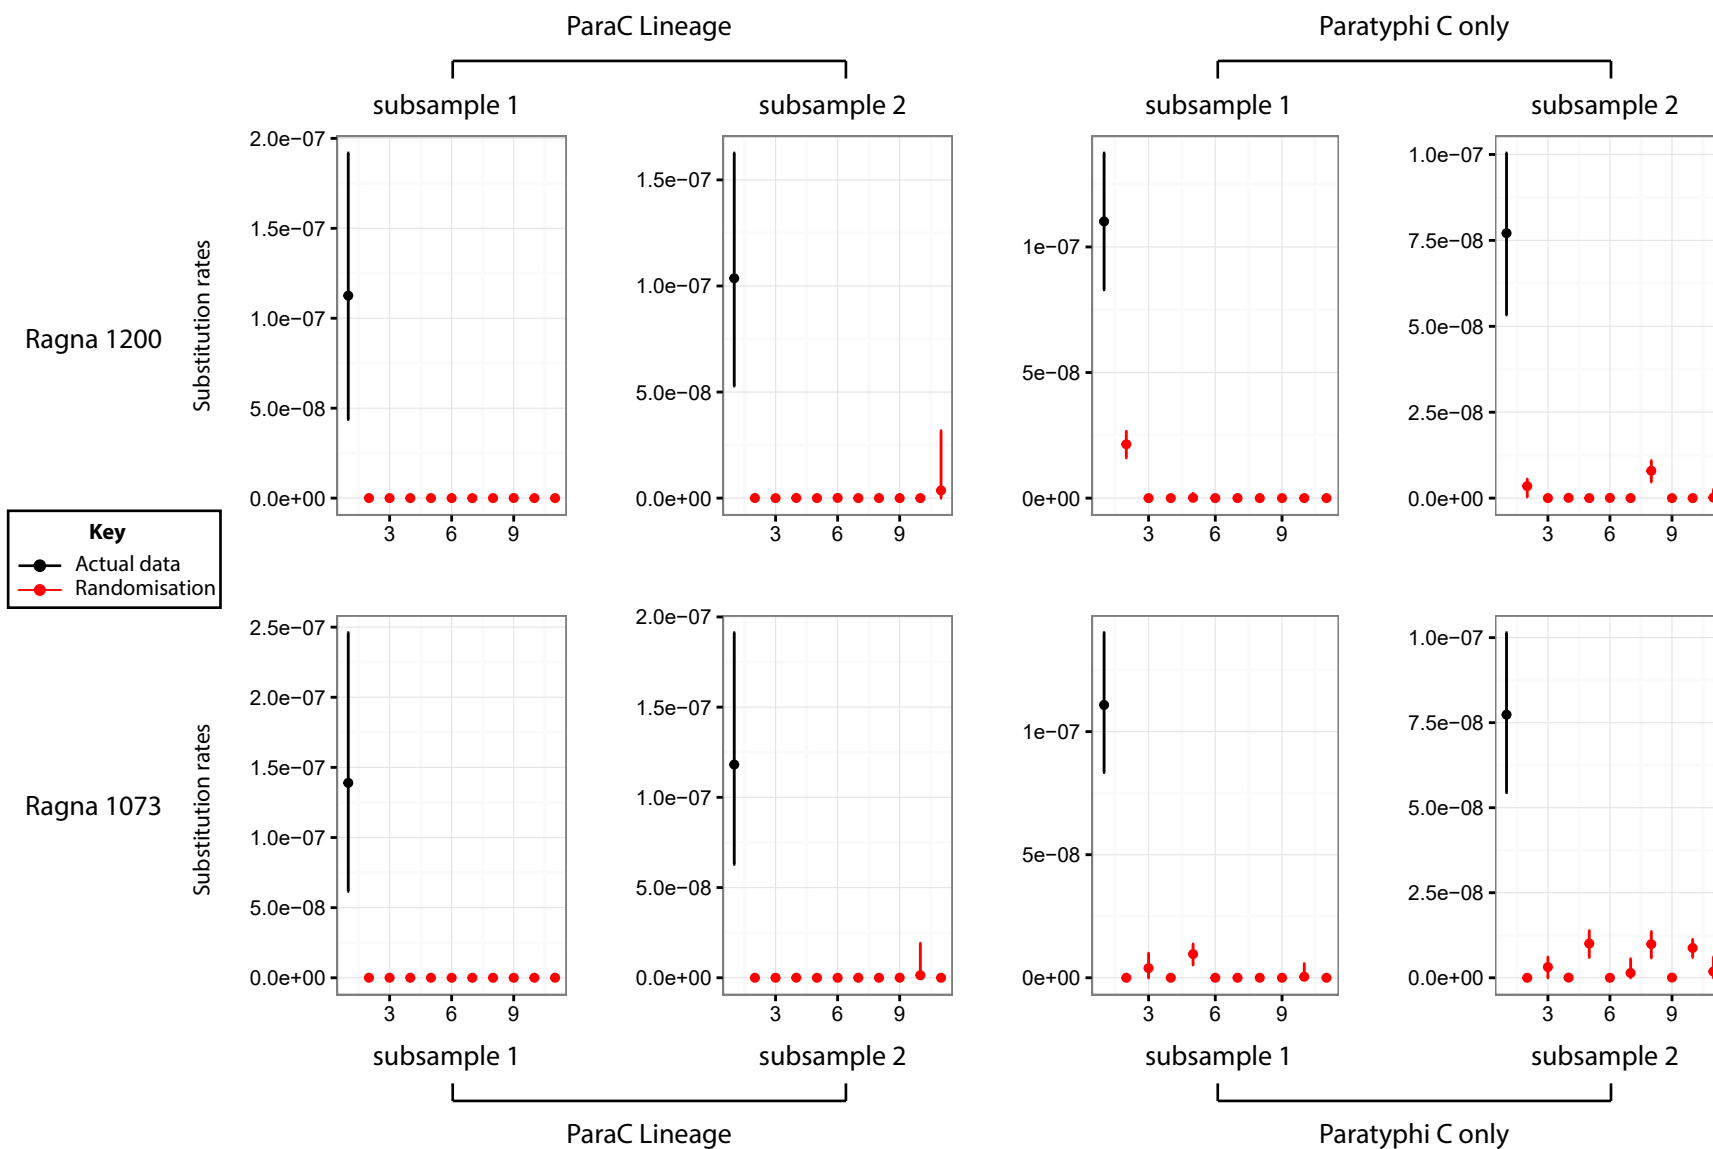 ParaC Lineage
Paratyphi C only
subsample 1
subsample 2
subsample 1
subsample 2
Ragna 1200
Substitution rates
2.0e−07
1.5e−07
1.0e−07
5.0e−08
0.0e+00
3 6 9
1.5e−07
1.0e−07
5.0e−08
0.0e+00
3 6 9
1e−07
5e−08
0e+00
3 6 9
1.0e−07
7.5e−08
5.0e−08
2.5e−08
0.0e+00
3 6 9
Key
Actual data
Randomisation
Ragna 1073
Substitution rates
2.5e−07
2.0e−07
1.5e−07
1.0e−07
5.0e−08
0.0e+00
3 6 9
2.0e−07
1.5e−07
1.0e−07
5.0e−08
0.0e+00
3 6 9
1e−07
5e−08
0e+00
3 6 9
1.0e−07
7.5e−08
5.0e−08
2.5e−08
0.0e+00
3 6 9
subsample 1
subsample 2
subsample 1
subsample 2
ParaC Lineage
Paratyphi C only